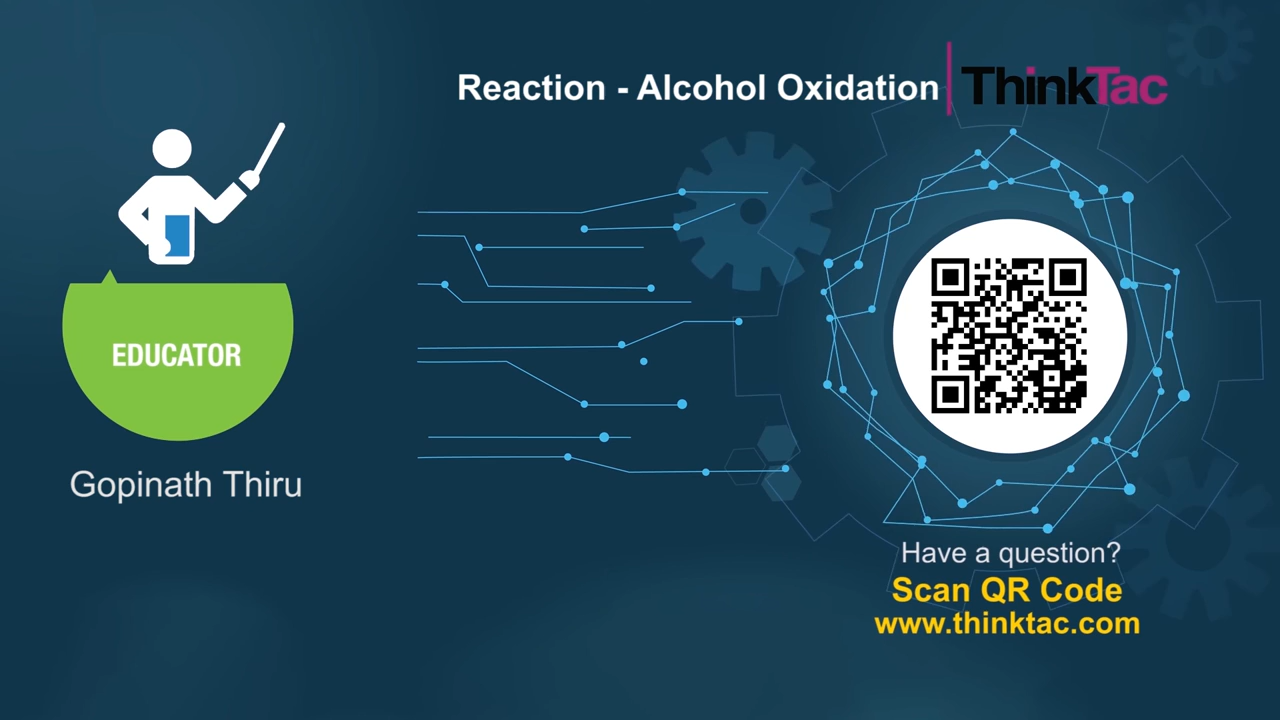 Reaction - Alcohol Oxidation
ThinkTac
EDUCATOR
Gopinath Thiru
Have a question?
Scan QR Code
www.thinktac.com